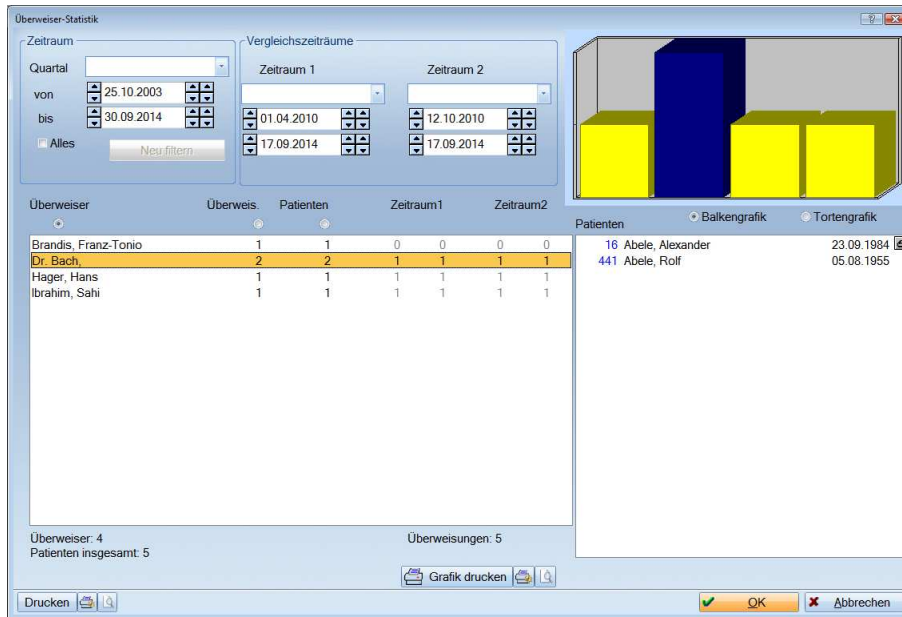 Überweiser-Statistik
Zeitraum
Quartal
von 25.10.2003
bis 30.09.2014
Alles Neu filtern
Vergleichszeiträume
Zeitraum 1 Zeitraum 2
01.04.2010 12.10.2010
17.09.2014 17.09.2014
Überweiser Überweis. Patienten Zeitraum1 Zeitraum2
Brandis, Franz-Tonio 1 1 0 0 0 0
Dr. Bach, 2 2 1 1 1 1
Hager, Hans 1 1 1 1 1 1
Ibrahim, Sahi 1 1 1 1 1 1
Überweiser: 4 Überweisungen: 5
Patienten insgesamt: 5
Grafik drucken
Patienten Balkengrafik Tortengrafik
16 Abele, Alexander 23.09.1984
441 Abele, Rolf 05.08.1955
Drucken OK Abbrechen